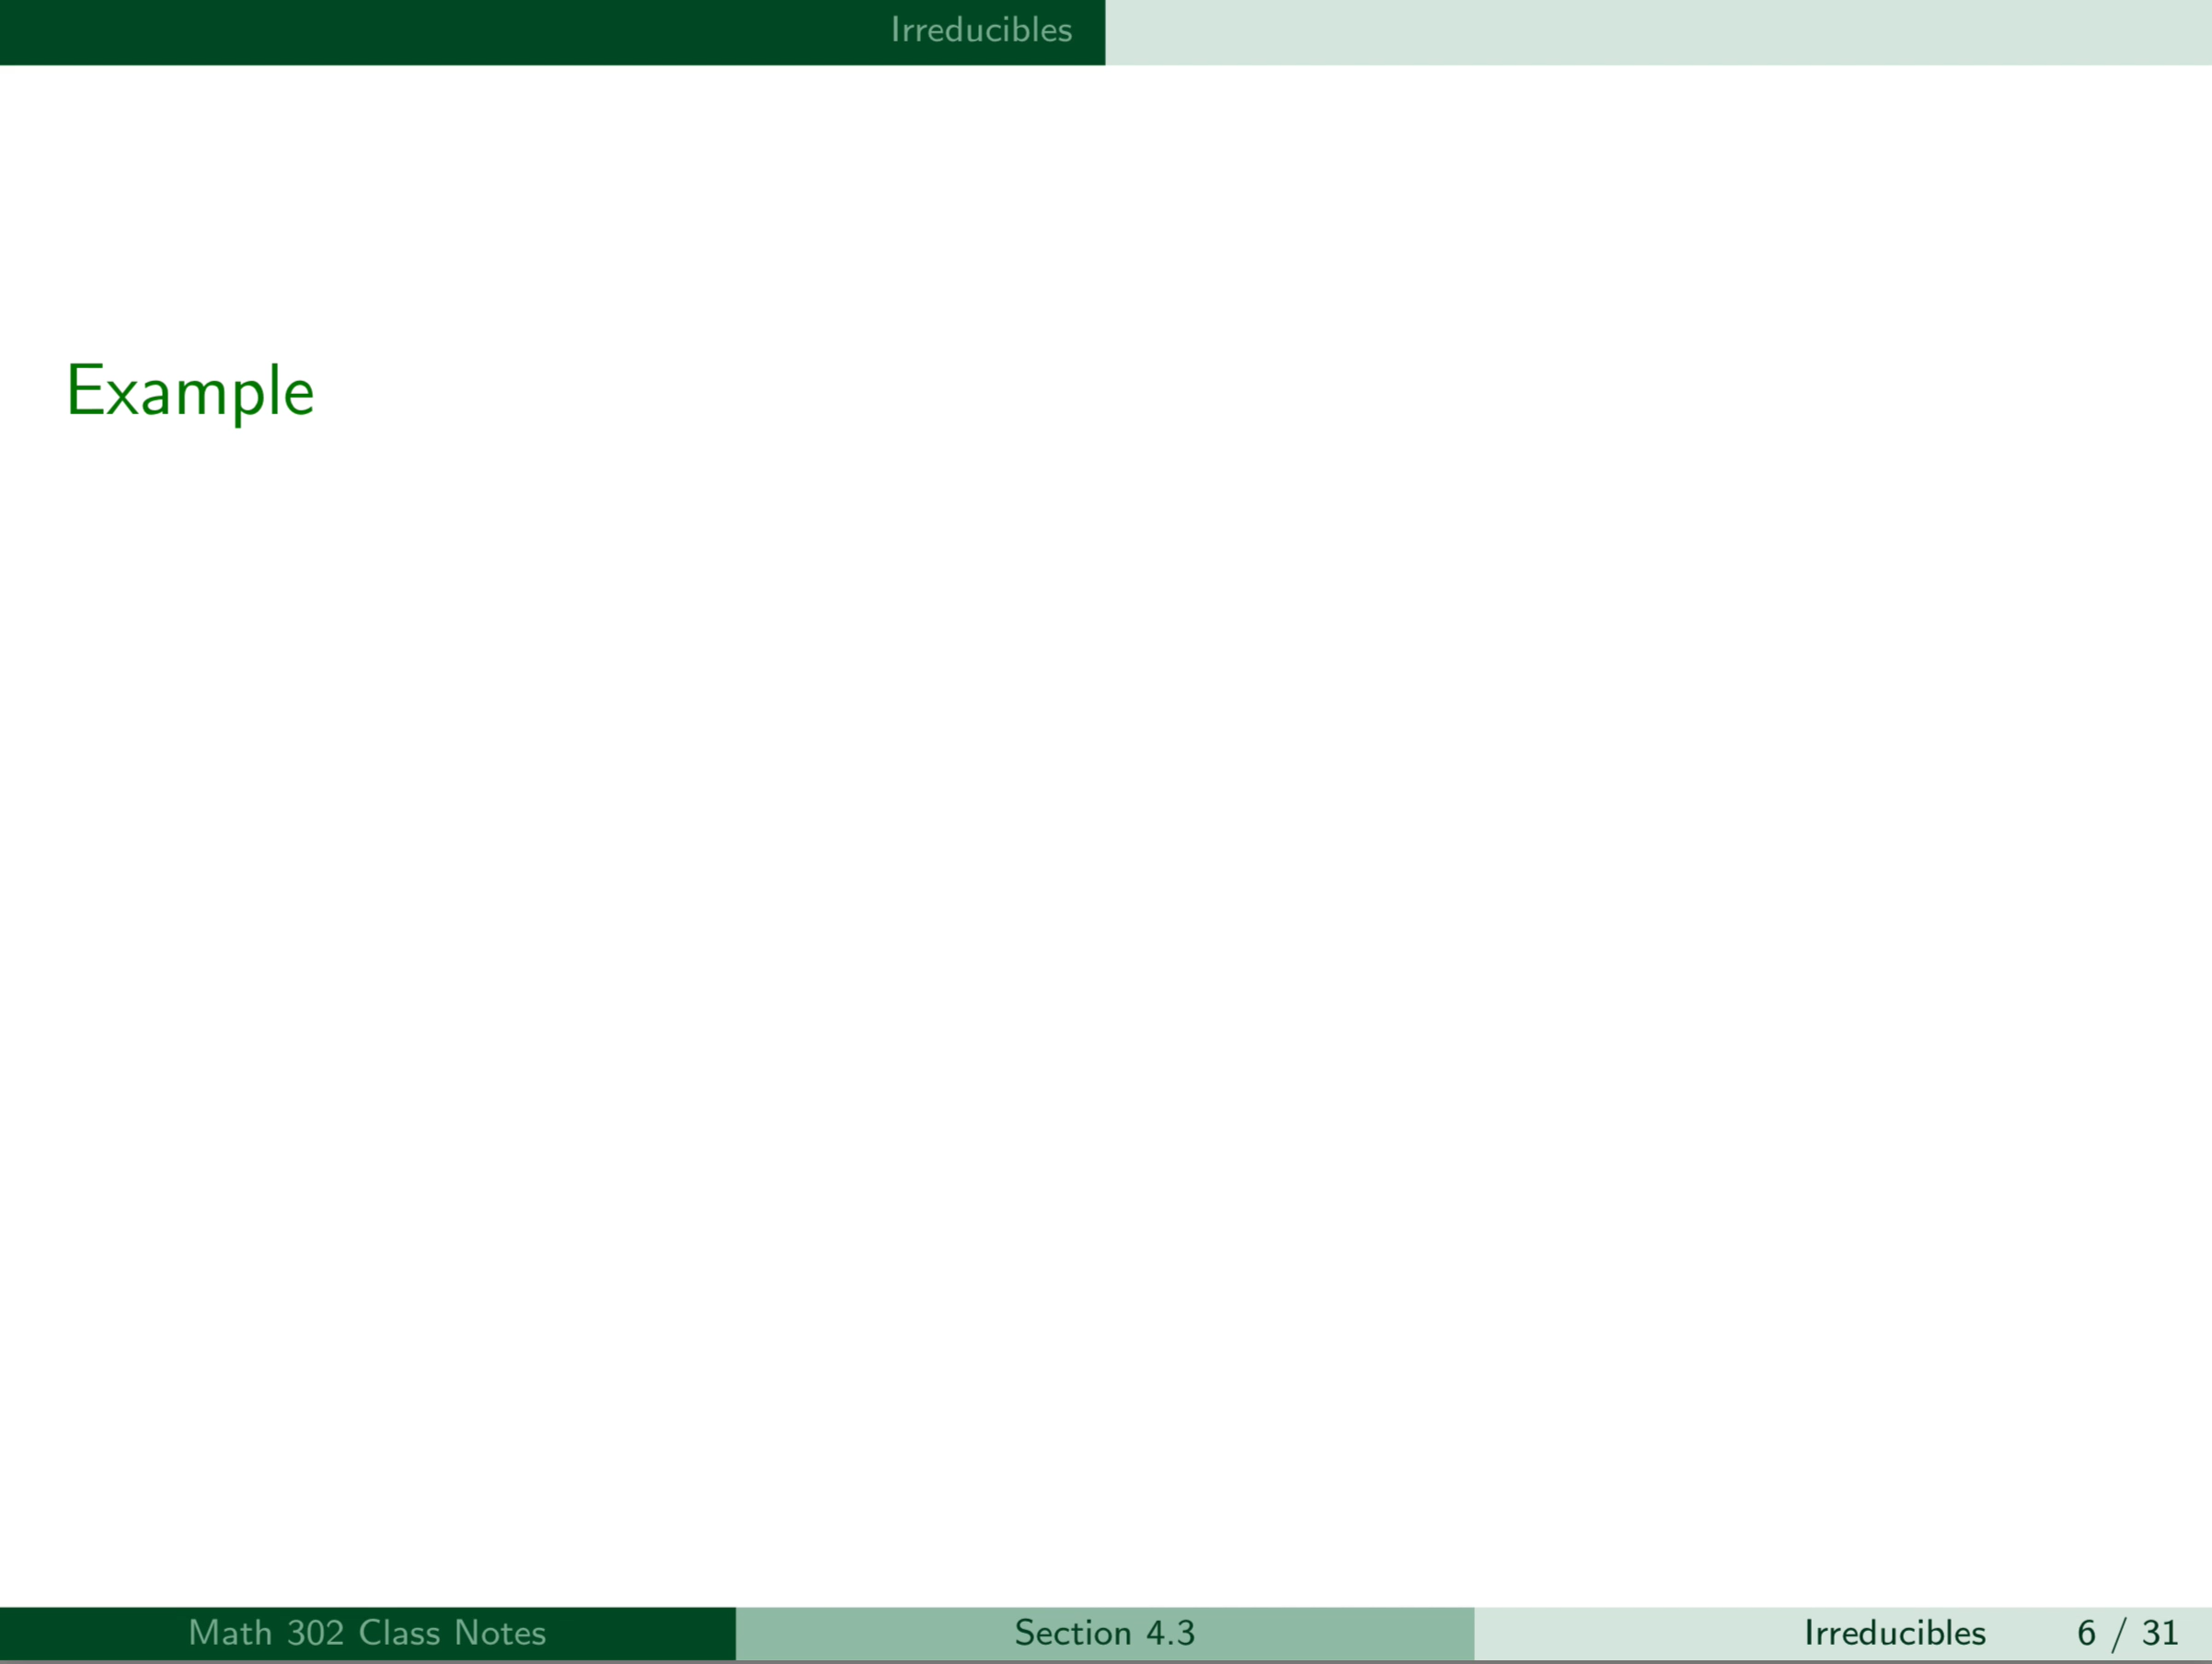 Irreducibles
Example
Math 302 Class Notes
Section 4.3
Irreducibles
6 / 31